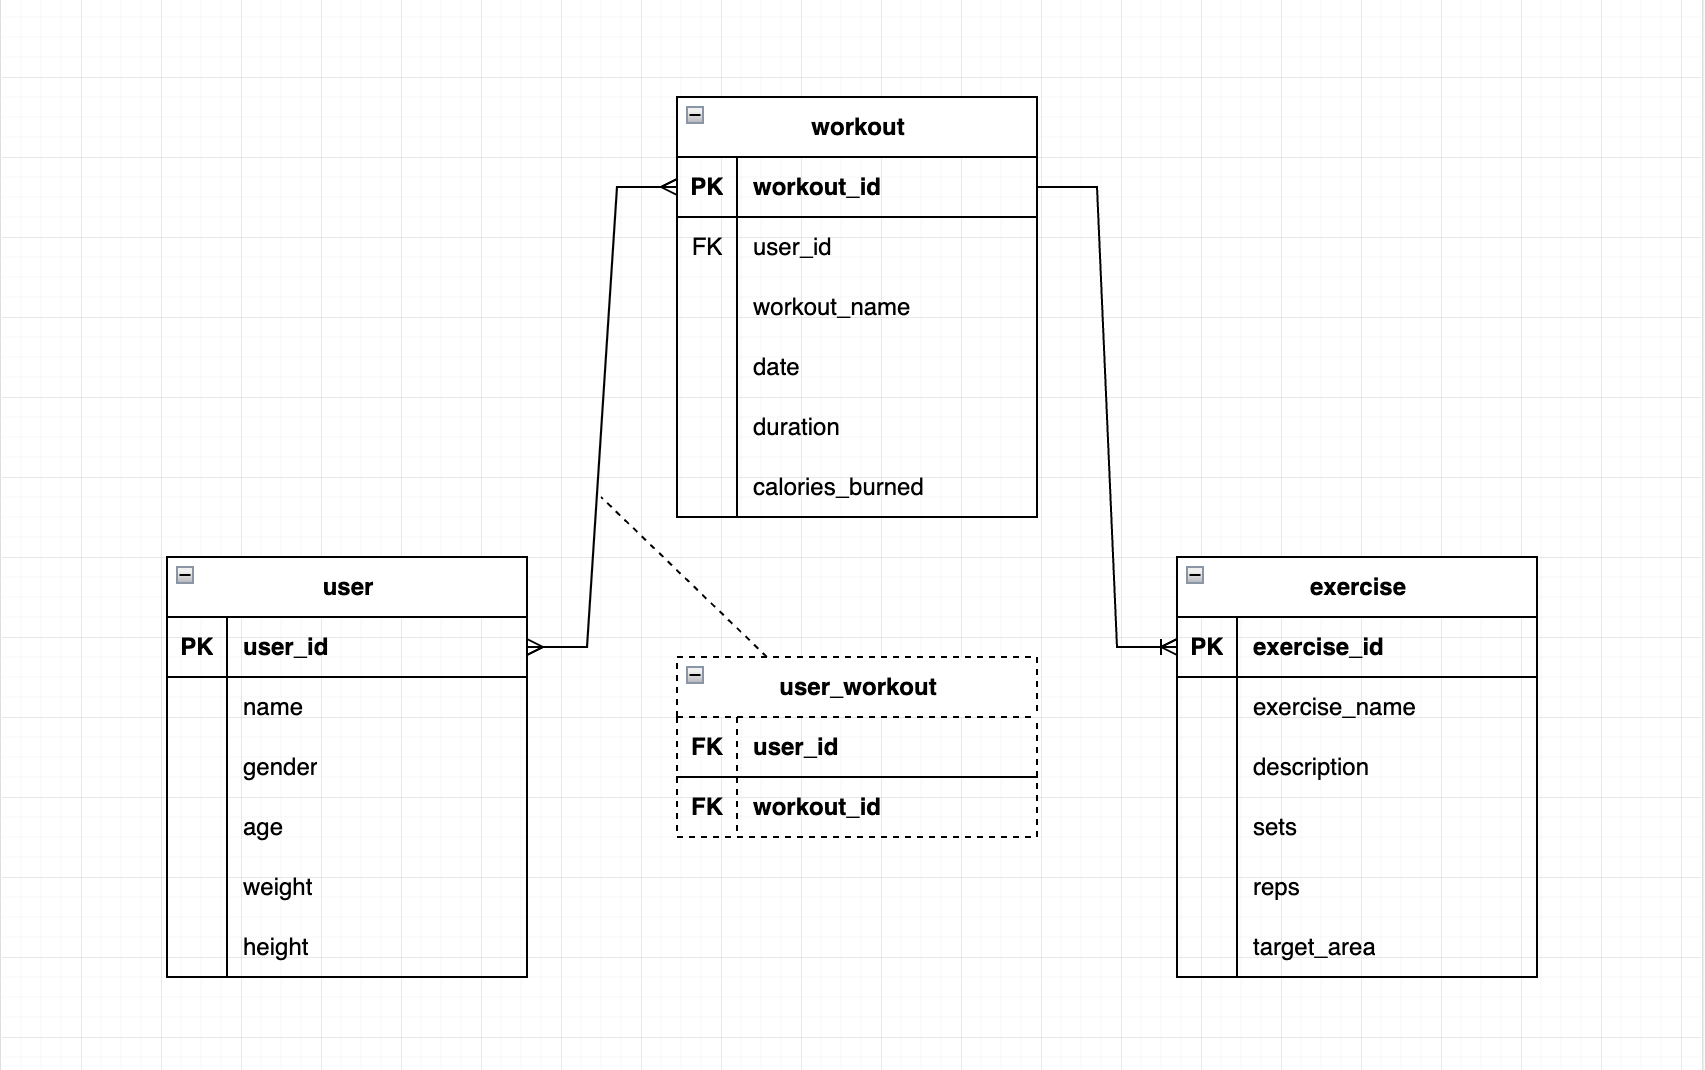 workout
PK workout_id
FK user_id
workout_name
date
duration
calories_burned
user
PK user_id
name
gender
age
weight
height
user_workout
FK user_id
FK workout_id
exercise
PK exercise_id
exercise_name
description
sets
reps
target_area